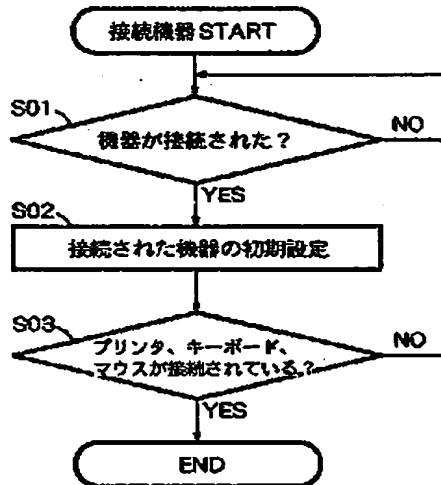 接続機器START
S01
機器が接続された?
NO
YES
S02
接続された機器の初期設定
S03
プリンタ、キーボード、
マウスが接続されている?
NO
YES
END